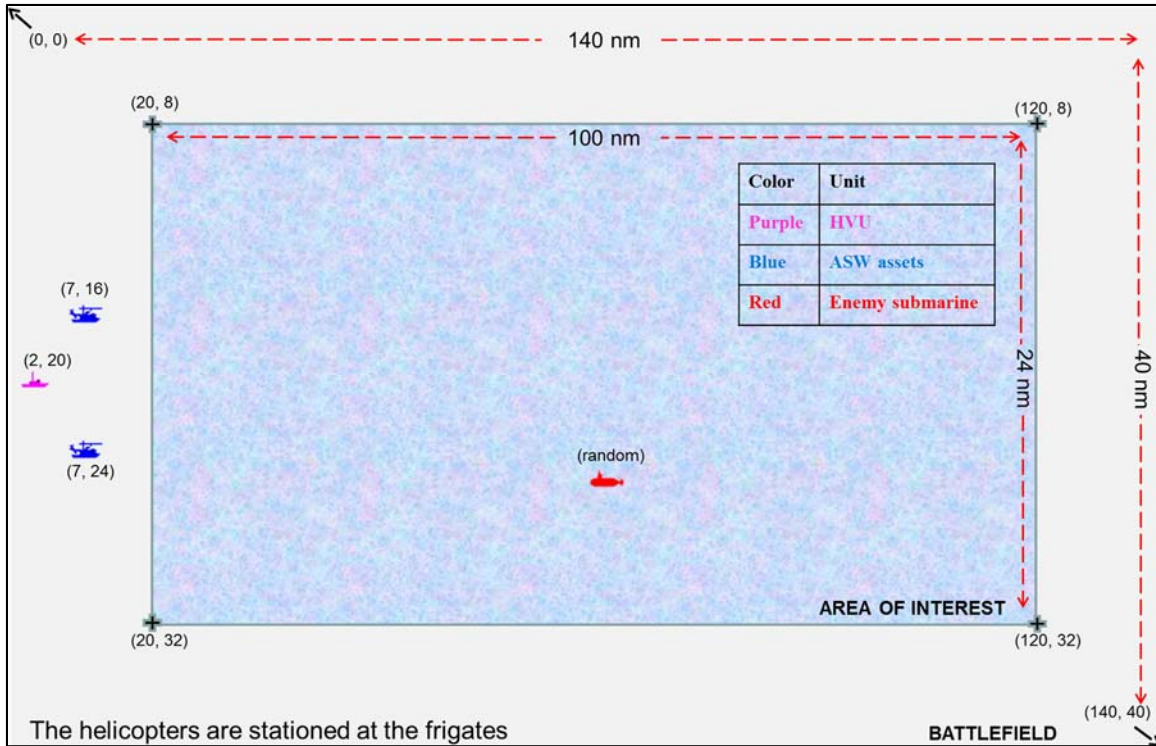 (0, 0)
140 nm
(20, 8)
(120, 8)
100 nm
Color Unit
Purple HVU
Blue ASW assets
Red Enemy submarine
(7, 16)
(2, 20)
24 nm
40 nm
(7, 24)
(random)
AREA OF INTEREST
(20, 32)
(120, 32)
(140, 40)
The helicopters are stationed at the frigates
BATTLEFIELD